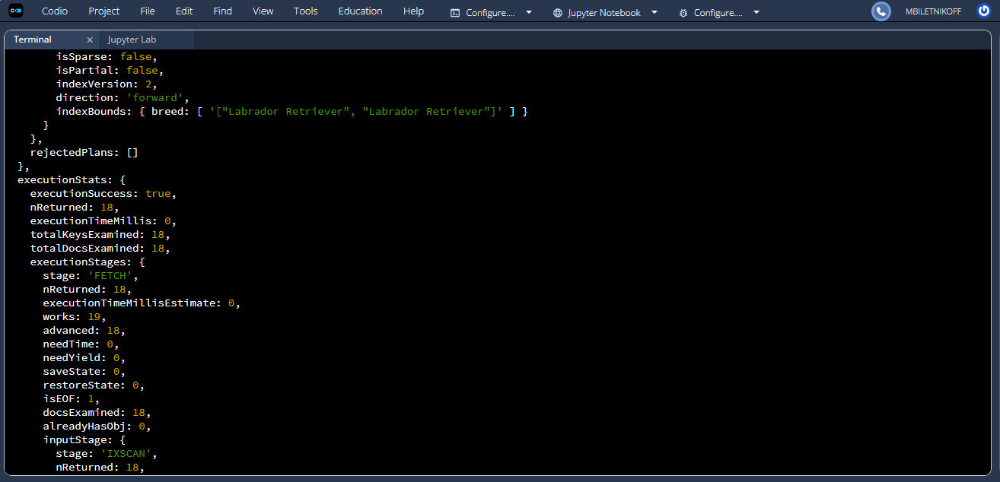 Codio Project File Edit Find View Tools Education Help Configure.... Jupyter Notebook Configure.... MBILETNIKOFF
Terminal × Jupyter Lab
isSparse: false,
isPartial: false,
indexVersion: 2,
direction: 'forward',
indexBounds: { breed: [ '["Labrador Retriever", "Labrador Retriever"]' ] }
}
},
rejectedPlans: []
},
executionStats: {
executionSuccess: true,
nReturned: 18,
executionTimeMillis: 0,
totalKeysExamined: 18,
totalDocsExamined: 18,
executionStages: {
stage: 'FETCH',
nReturned: 18,
executionTimeMillisEstimate: 0,
works: 19,
advanced: 18,
needTime: 0,
needYield: 0,
saveState: 0,
restoreState: 0,
isEOF: 1,
docsExamined: 18,
alreadyHasObj: 0,
inputStage: {
stage: 'IXSCAN',
nReturned: 18,